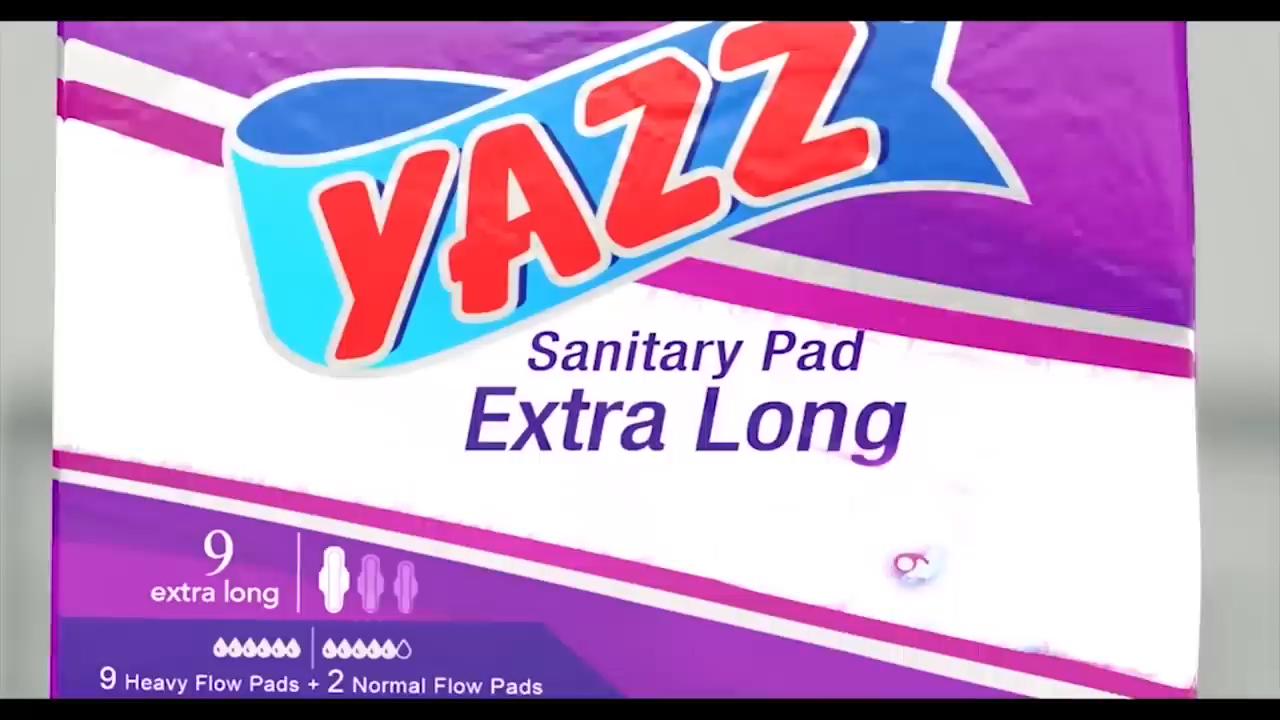 YAZZ
Sanitary Pad
Extra Long
9
extra long
9 Heavy Flow Pads + 2 Normal Flow Pads